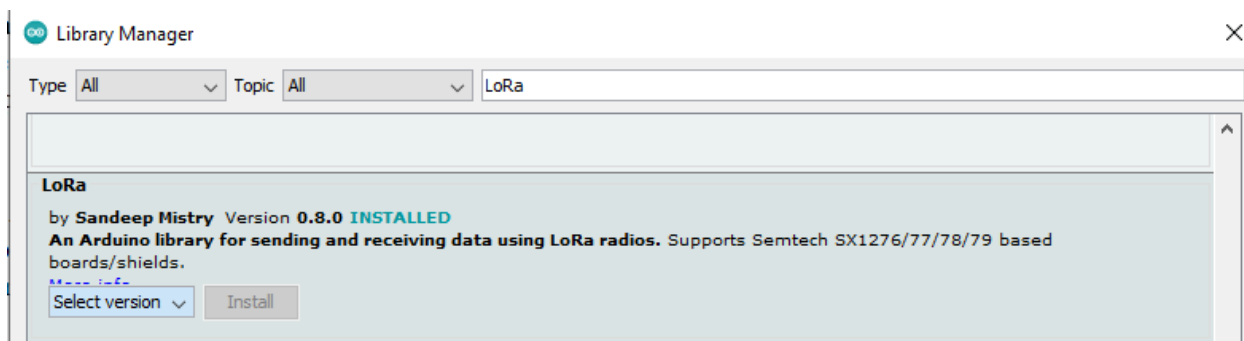 Library Manager
Type All Topic All LoRa
LoRa
by Sandeep Mistry Version 0.8.0 INSTALLED
An Arduino library for sending and receiving data using LoRa radios. Supports Semtech SX1276/77/78/79 based
boards/shields.
More info
Select version Install